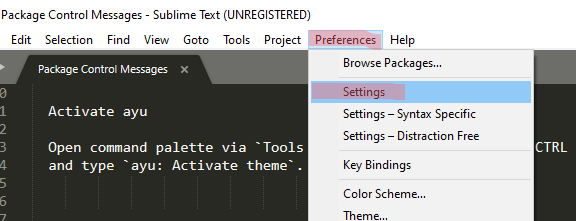 Package Control Messages - Sublime Text (UNREGISTERED)
Edit Selection Find View Goto Tools Project Preferences Help
Package Control Messages ×
Browse Packages...
Settings
Settings – Syntax Specific
Settings – Distraction Free
Key Bindings
Color Scheme...
Theme...
0
1 Activate ayu
2
3 Open command palette via `Tools CTRL
4 and type `ayu: Activate theme`.
5
6